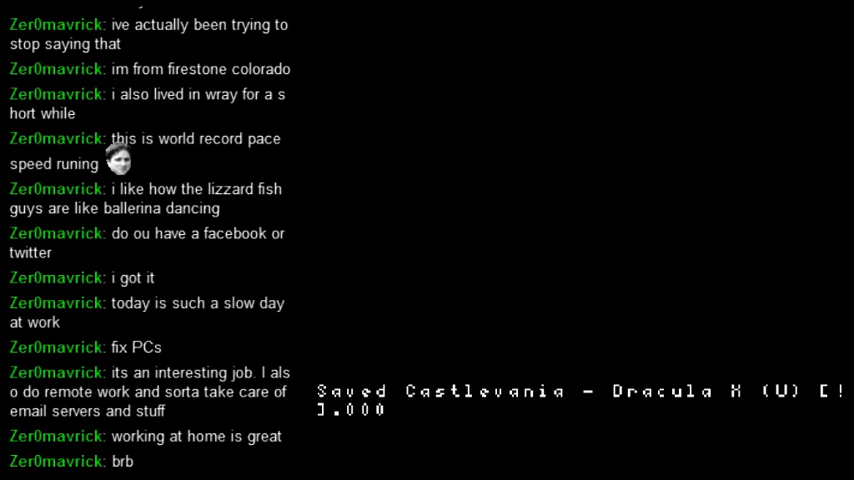 Zer0mavrick: ive actually been trying to
stop saying that
Zer0mavrick: im from firestone colorado
Zer0mavrick: i also lived in wray for a s
hort while
Zer0mavrick: this is world record pace
speed runing
Zer0mavrick: i like how the lizzard fish
guys are like ballerina dancing
Zer0mavrick: do ou have a facebook or
twitter
Zer0mavrick: i got it
Zer0mavrick: today is such a slow day
at work
Zer0mavrick: fix PCs
Zer0mavrick: its an interesting job. I als
o do remote work and sorta take care of
email servers and stuff
Zer0mavrick: working at home is great
Zer0mavrick: brb
Saved Castlevania - Dracula X (U) [!
].000